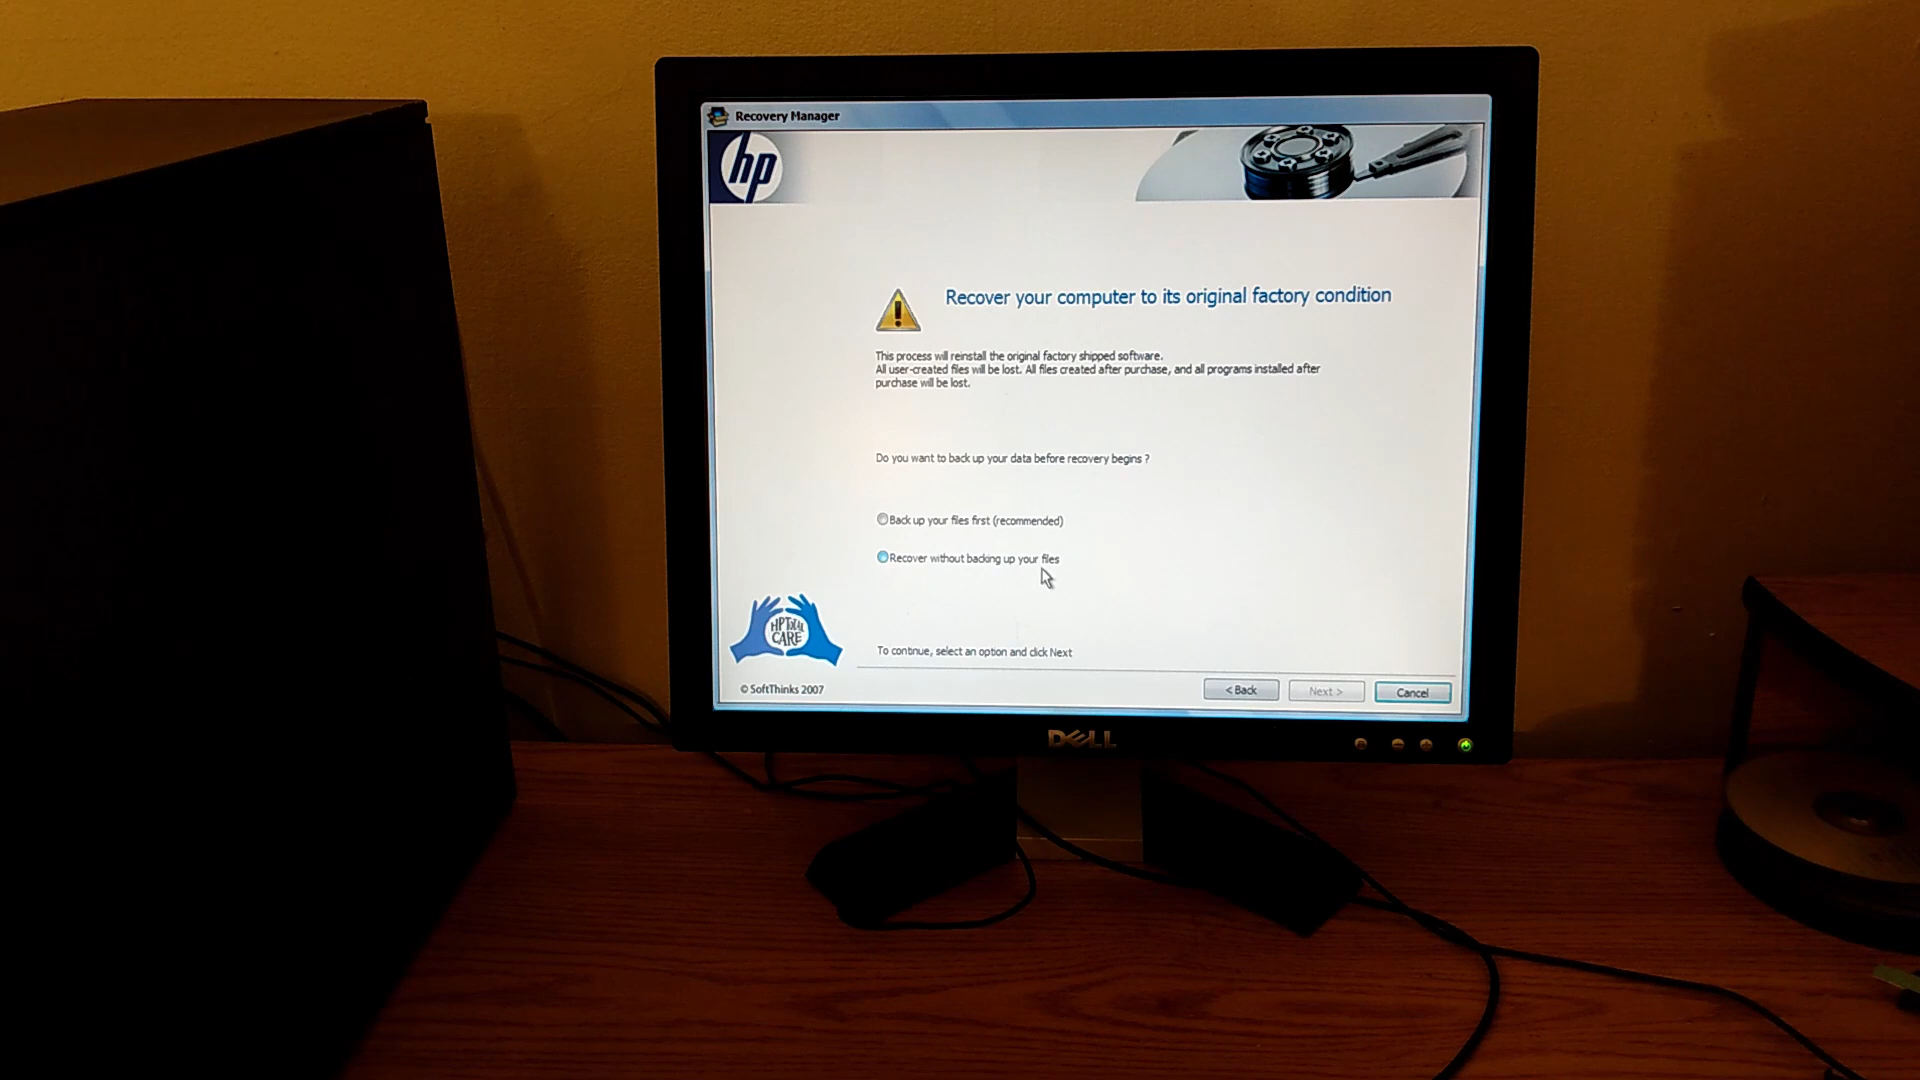 Recovery Manager
hp
Recover your computer to its original factory condition
This process will reinstall the original factory shipped software.
All user-created files will be lost. All files created after purchase, and all programs installed after
purchase will be lost.
Do you want to back up your data before recovery begins ?
Back up your files first (recommended)
Recover without backing up your files
HP Total
CARE
To continue, select an option and click Next
© SoftThinks 2007
< Back
Next >
Cancel
DELL